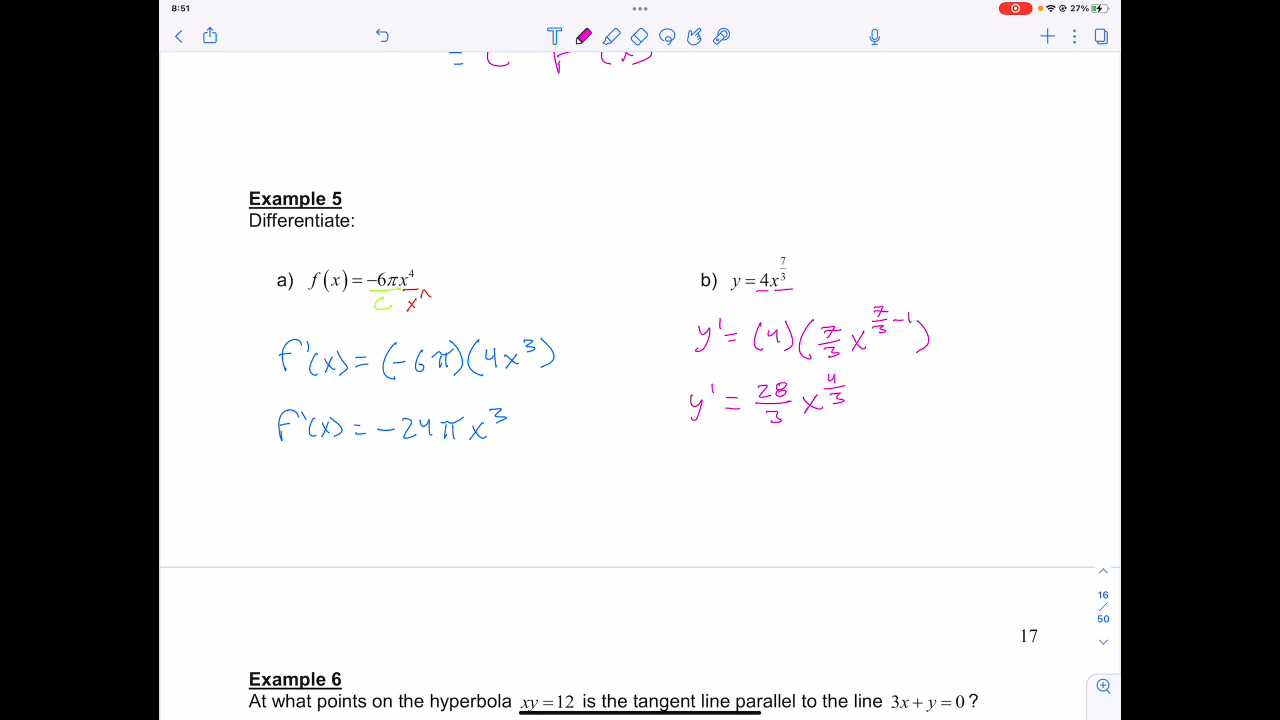 8:51
27%
= C F (x)
Example 5
Differentiate:
a) f(x) = −6πx⁴
C xⁿ
f'(x) = (−6π)(4x³)
f'(x) = −24πx³
b) y = 4x^(7/3)
y' = (4)(7/3 x^(7/3 −1))
y' = 28/3 x^(4/3)
16
/
50
17
Example 6
At what points on the hyperbola xy = 12 is the tangent line parallel to the line 3x + y = 0 ?